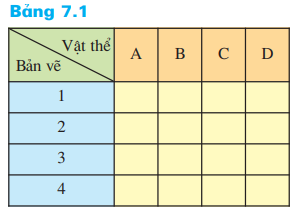 Bảng 7.1
Vật thể
Bản vẽ
A B C D
1
2
3
4